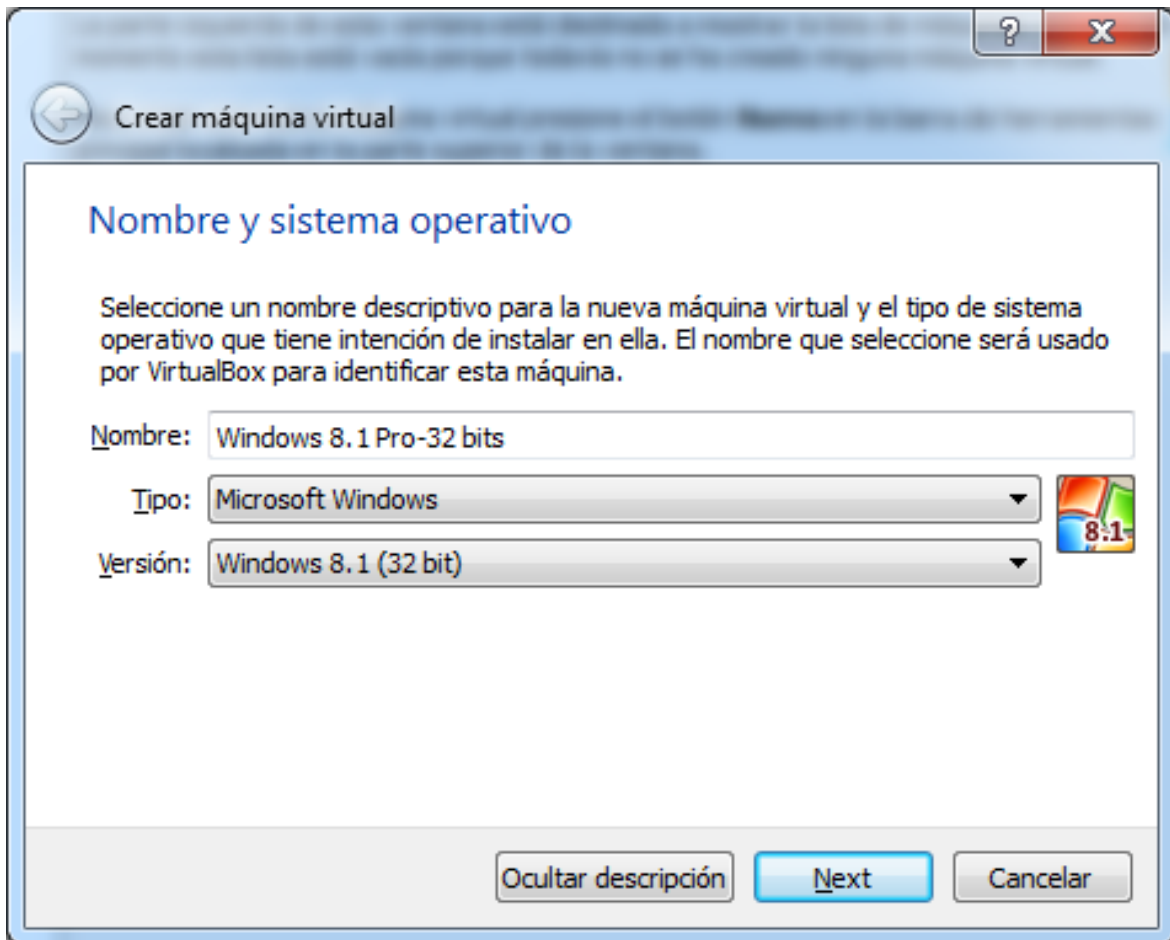 Crear máquina virtual
Nombre y sistema operativo
Seleccione un nombre descriptivo para la nueva máquina virtual y el tipo de sistema
operativo que tiene intención de instalar en ella. El nombre que seleccione será usado
por VirtualBox para identificar esta máquina.
Nombre: Windows 8.1 Pro-32 bits
Tipo: Microsoft Windows
8.1
Versión: Windows 8.1 (32 bit)
Ocultar descripción Next Cancelar